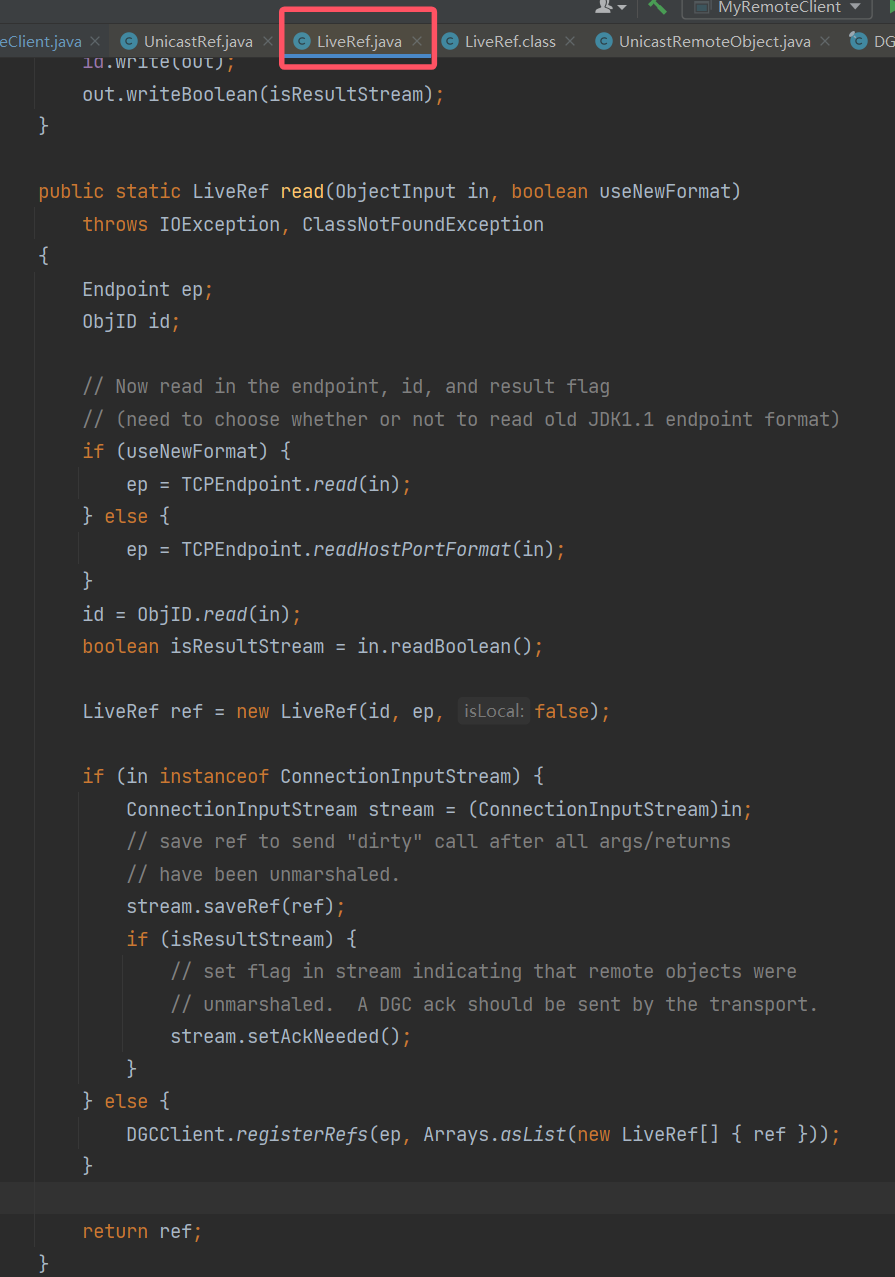 MyRemoteClient
eClient.java UnicastRef.java LiveRef.java LiveRef.class UnicastRemoteObject.java DG
id.write(out);
out.writeBoolean(isResultStream);
}
public static LiveRef read(ObjectInput in, boolean useNewFormat)
throws IOException, ClassNotFoundException
{
Endpoint ep;
ObjID id;
// Now read in the endpoint, id, and result flag
// (need to choose whether or not to read old JDK1.1 endpoint format)
if (useNewFormat) {
ep = TCPEndpoint.read(in);
} else {
ep = TCPEndpoint.readHostPortFormat(in);
}
id = ObjID.read(in);
boolean isResultStream = in.readBoolean();
LiveRef ref = new LiveRef(id, ep, isLocal: false);
if (in instanceof ConnectionInputStream) {
ConnectionInputStream stream = (ConnectionInputStream)in;
// save ref to send "dirty" call after all args/returns
// have been unmarshaled.
stream.saveRef(ref);
if (isResultStream) {
// set flag in stream indicating that remote objects were
// unmarshaled.  A DGC ack should be sent by the transport.
stream.setAckNeeded();
}
} else {
DGCClient.registerRefs(ep, Arrays.asList(new LiveRef[] { ref }));
}
return ref;
}